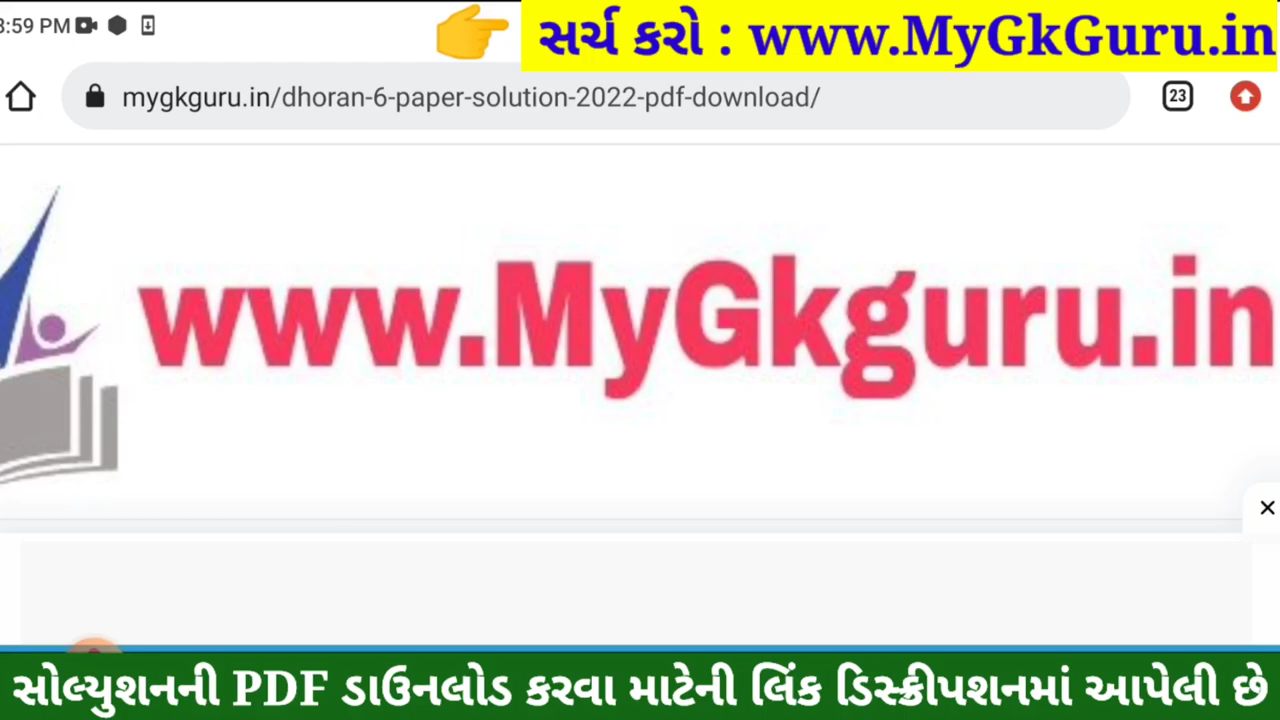 3:59 PM
👉 સર્ચ કરો : www.MyGkGuru.in
mygkguru.in/dhoran-6-paper-solution-2022-pdf-download/
23
www.MyGkguru.in
×
સોલ્યુશનની PDF ડાઉનલોડ કરવા માટેની લિંક ડિસ્ક્રીપશનમાં આપેલી છે